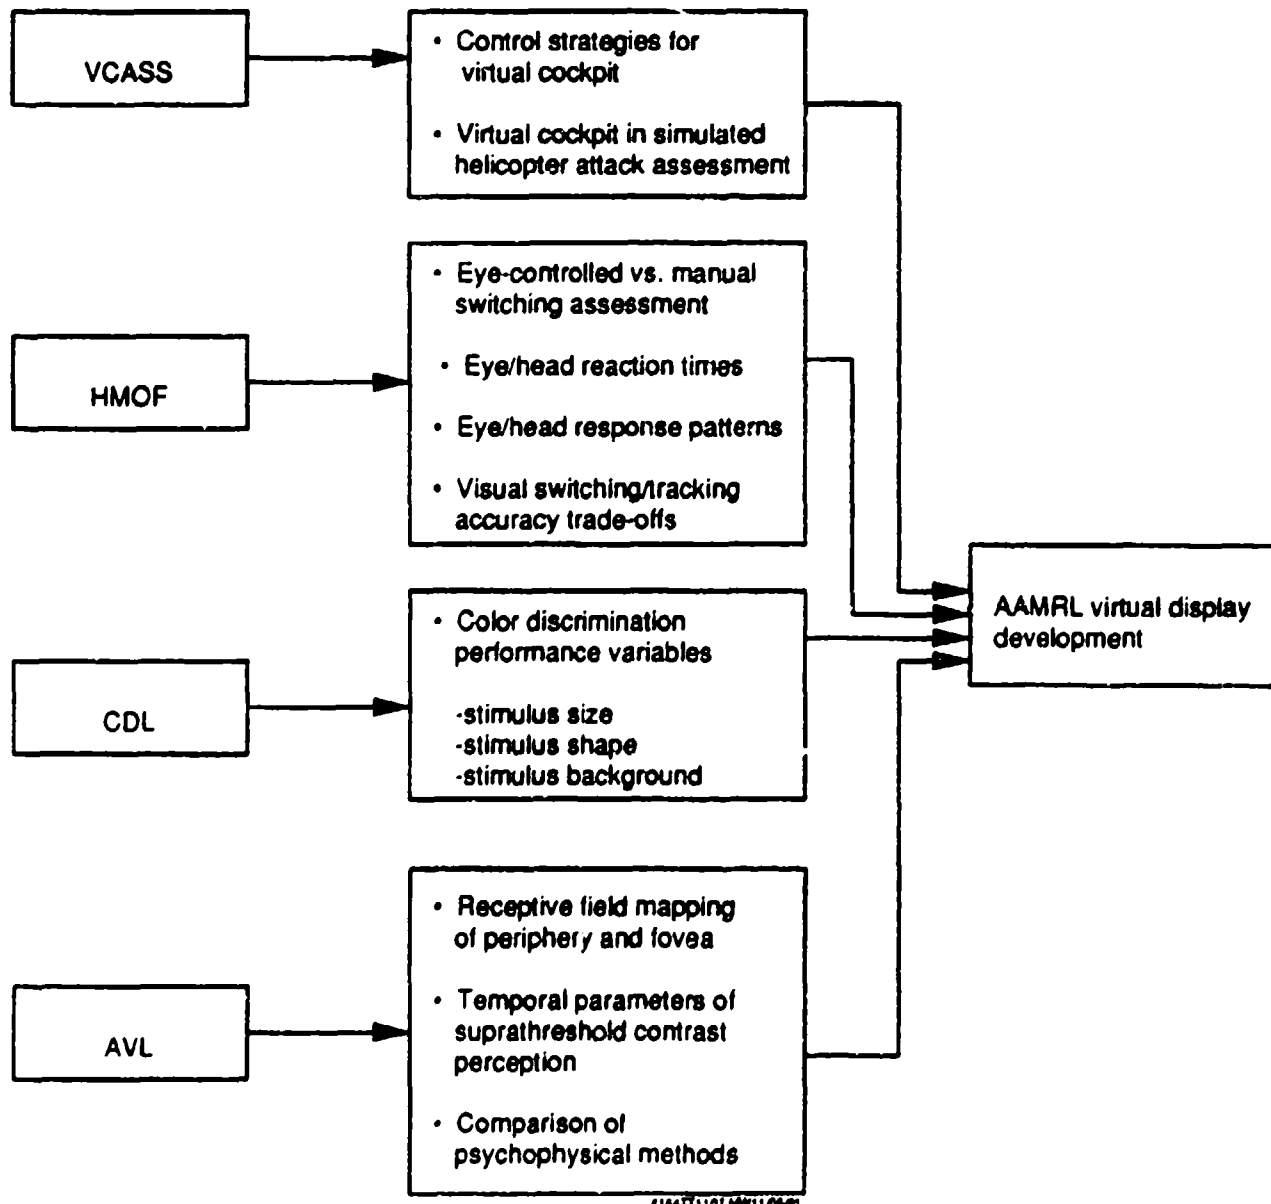 VCASS
• Control strategies for
virtual cockpit
• Virtual cockpit in simulated
helicopter attack assessment
HMOF
• Eye-controlled vs. manual
switching assessment
• Eye/head reaction times
• Eye/head response patterns
• Visual switching/tracking
accuracy trade-offs
CDL
• Color discrimination
performance variables
-stimulus size
-stimulus shape
-stimulus background
AVL
• Receptive field mapping
of periphery and fovea
• Temporal parameters of
suprathreshold contrast
perception
• Comparison of
psychophysical methods
AAMRL virtual display
development